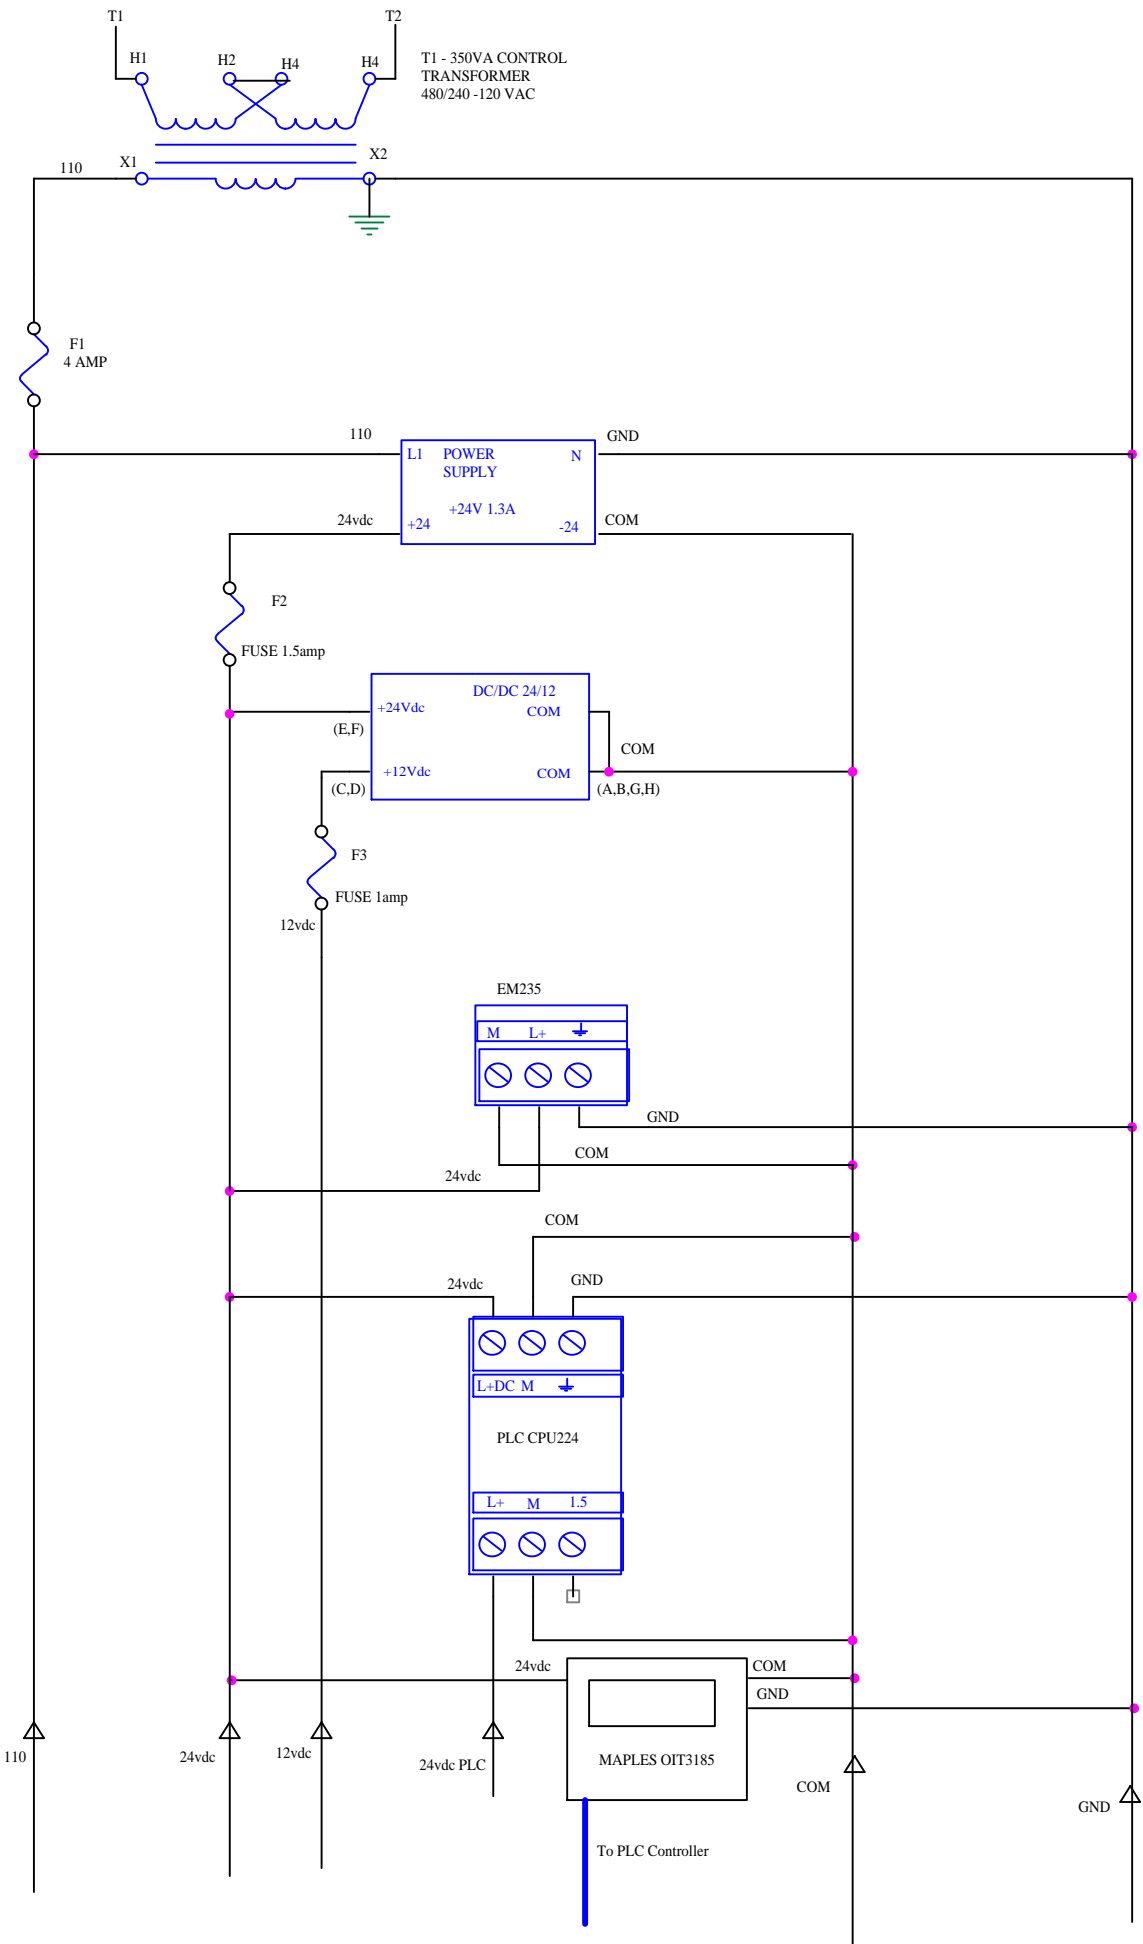 T1 T2
H1 H2 H4 H4
T1 - 350VA CONTROL
TRANSFORMER
480/240 -120 VAC
X1 X2
110
F1
4 AMP
110 GND
L1 POWER N
SUPPLY
+24V 1.3A
24vdc +24 -24 COM
F2
FUSE 1.5amp
DC/DC 24/12
+24Vdc COM
(E,F)
COM
+12Vdc COM
(C,D) (A,B,G,H)
F3
FUSE 1amp
12vdc
EM235
M L+
GND
COM
24vdc
COM
24vdc GND
L+DC M
PLC CPU224
L+ M 1.5
24vdc COM
GND
110 24vdc 12vdc 24vdc PLC MAPLES OIT3185 COM
GND
To PLC Controller